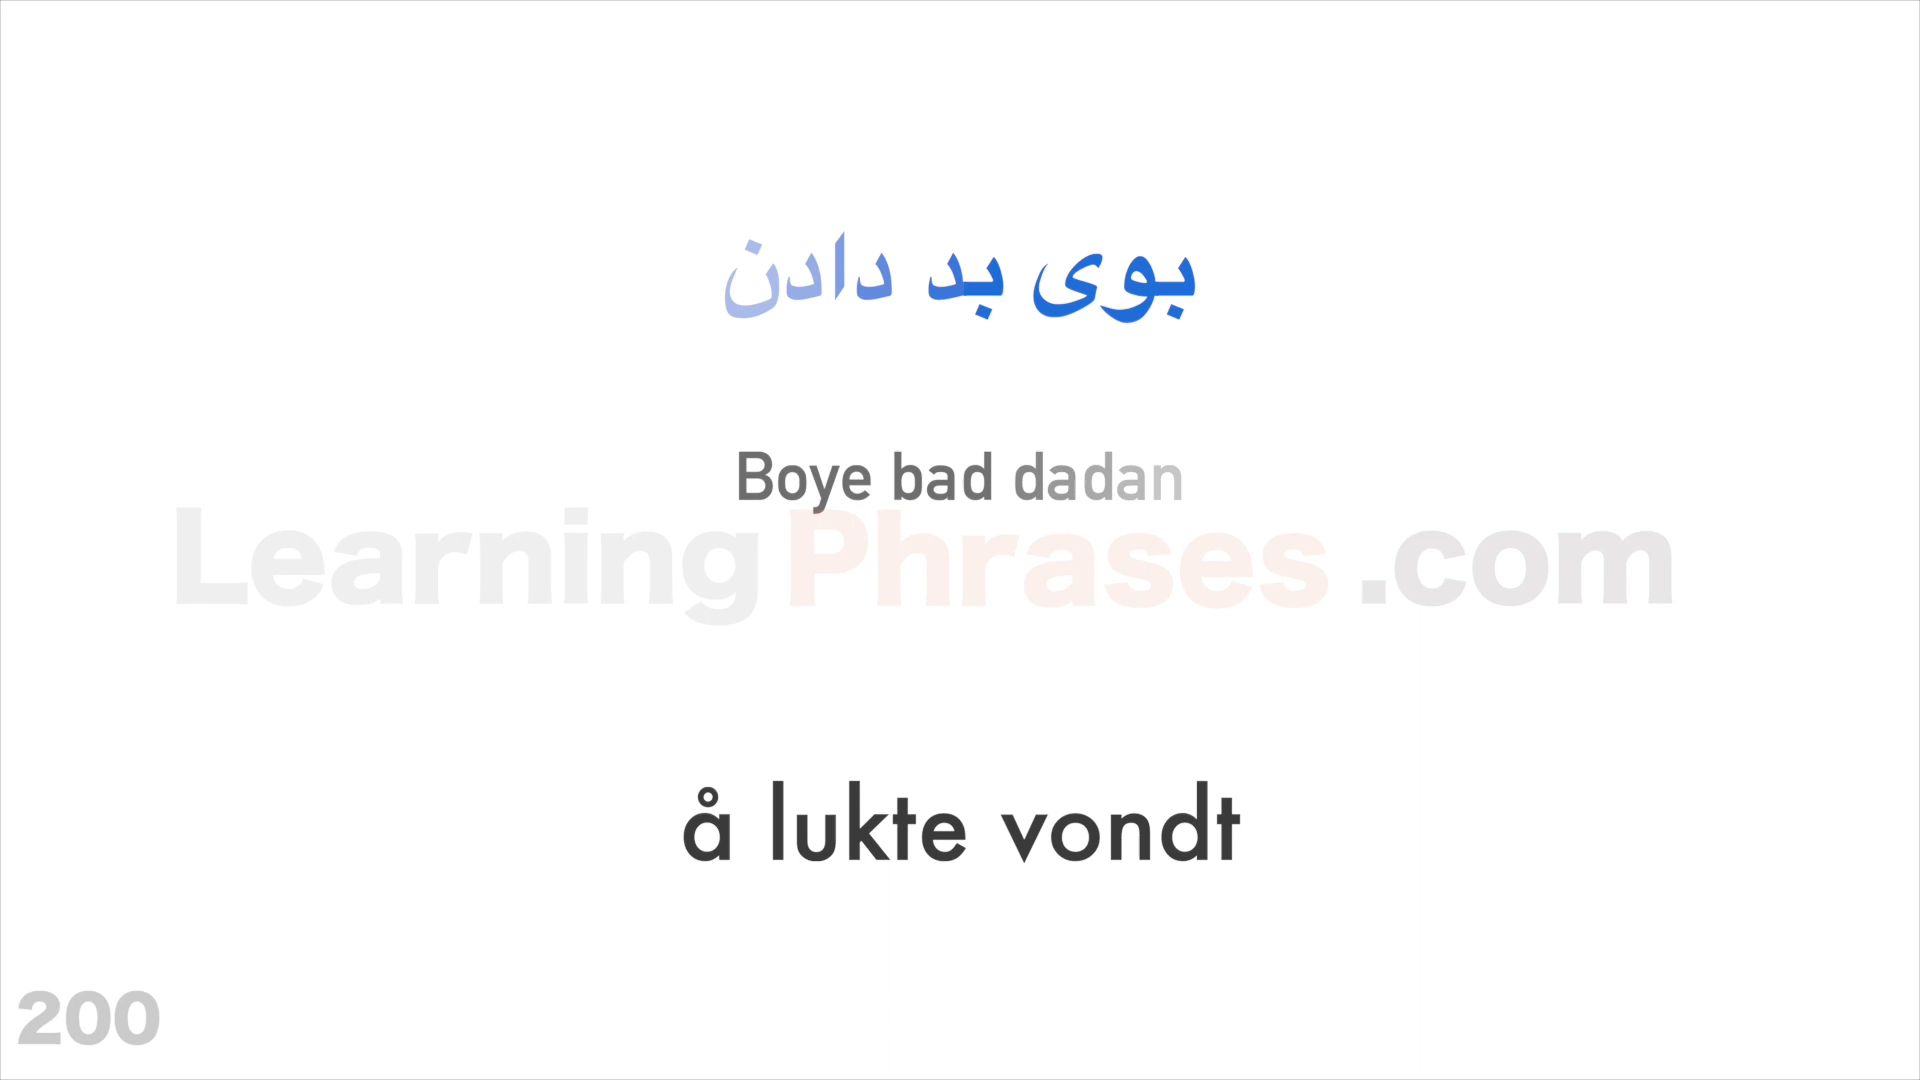 بوی بد دادن
Boye bad dadan
LearningPhrases.com
å lukte vondt
200